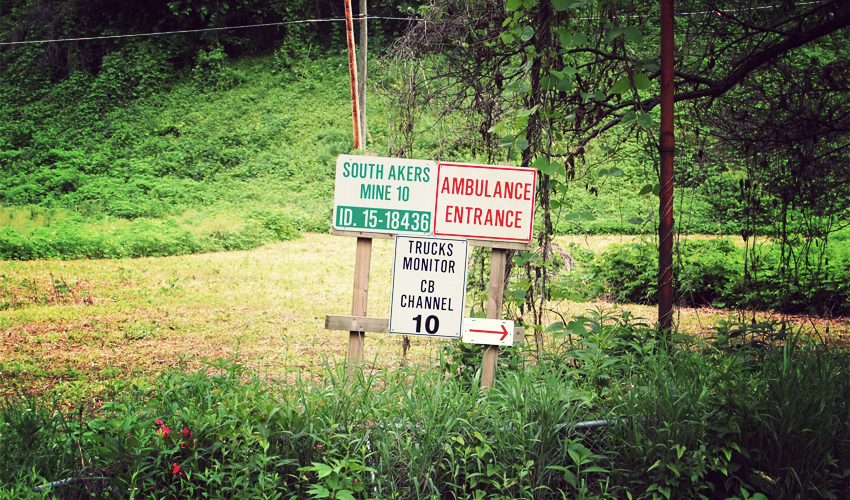 SOUTH AKERS
MINE 10
ID. 15-18436
AMBULANCE
ENTRANCE
TRUCKS
MONITOR
CB
CHANNEL
10